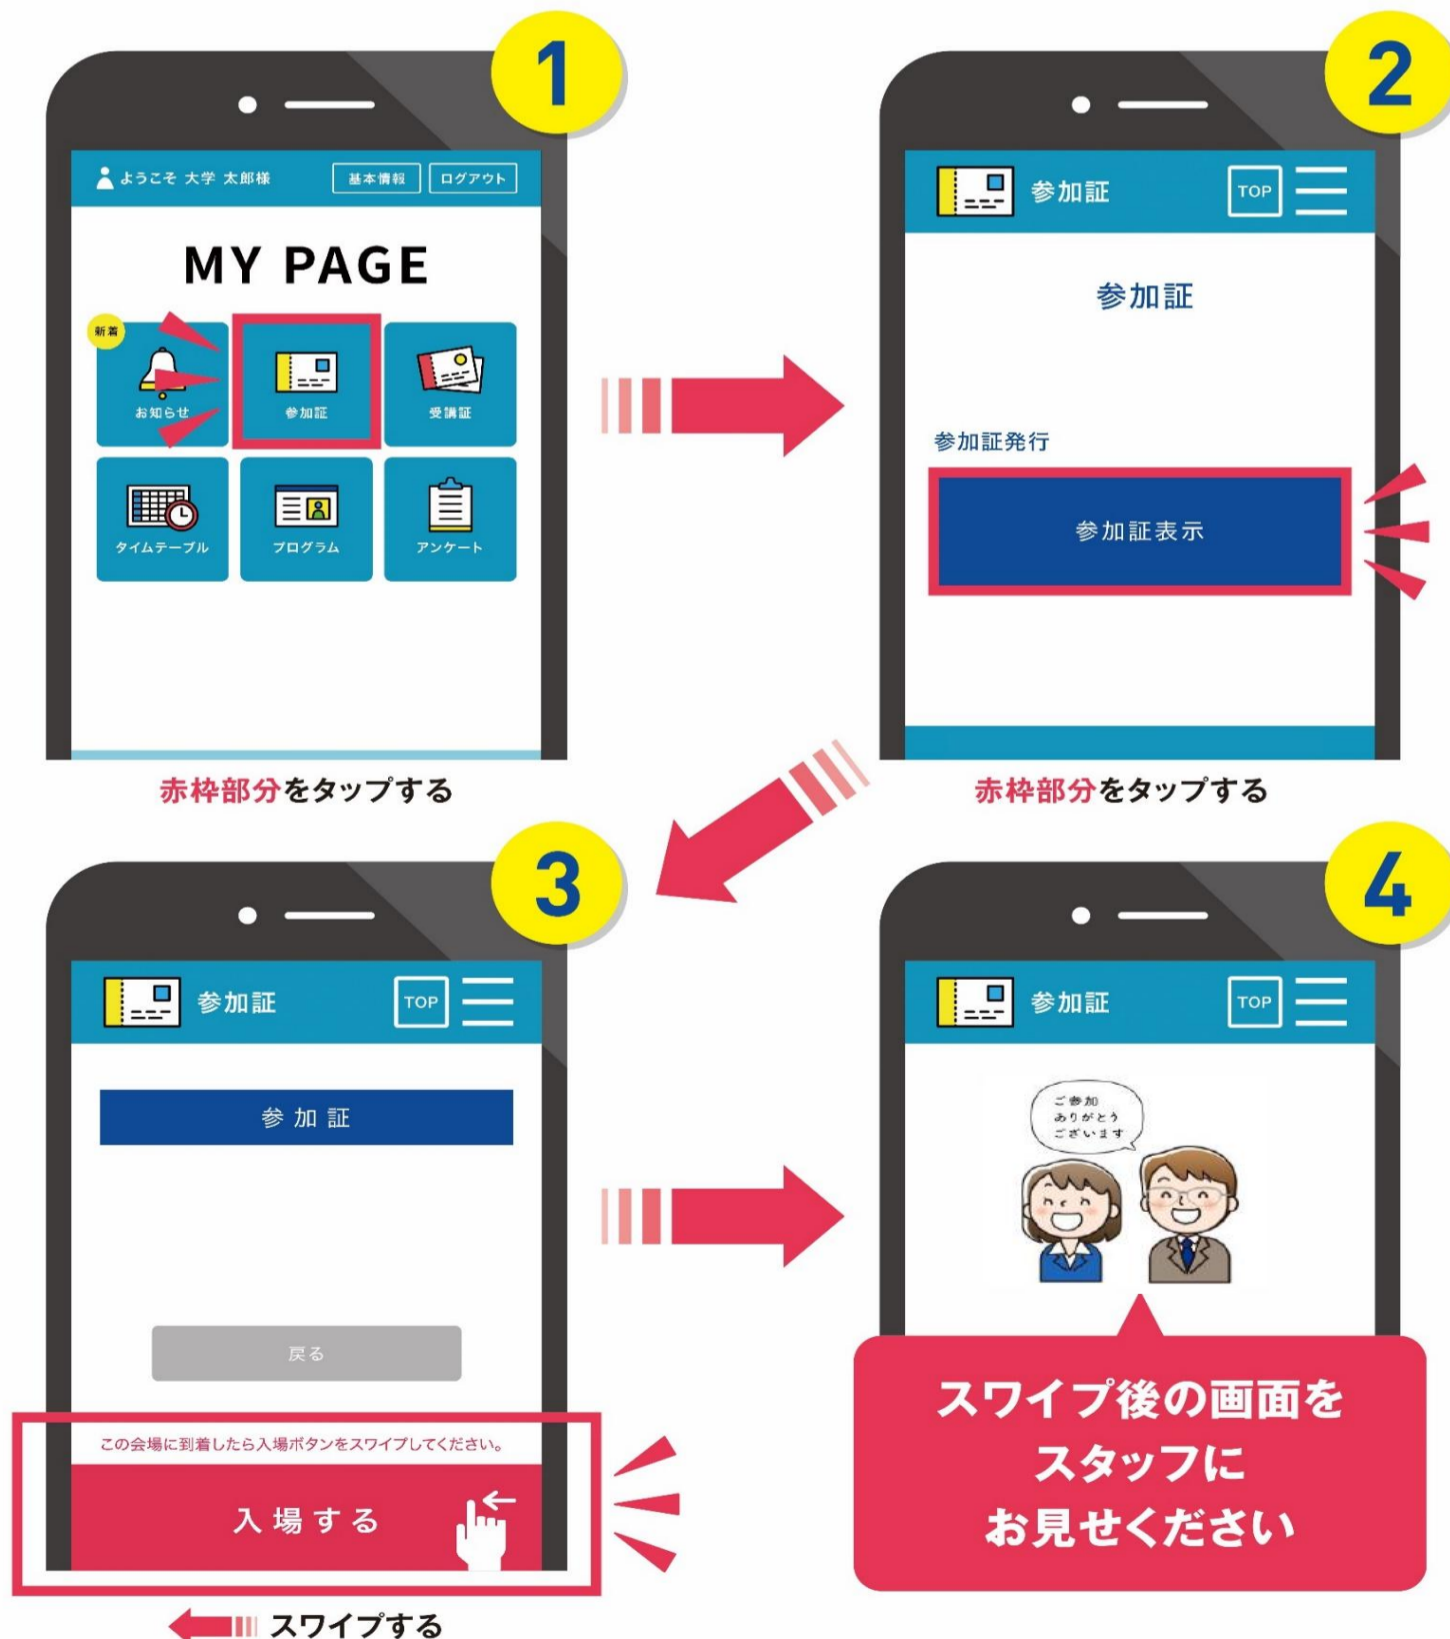 1
ようこそ 大学 太郎様
基本情報
ログアウト
MY PAGE
新着
お知らせ
参加証
受講証
タイムテーブル
プログラム
アンケート
赤枠部分をタップする
2
参加証
TOP
参加証
参加証発行
参加証表示
赤枠部分をタップする
3
参加証
TOP
参加証
戻る
この会場に到着したら入場ボタンをスワイプしてください。
入場する
スワイプする
4
参加証
TOP
ご参加
ありがとう
ございます
スワイプ後の画面を
スタッフに
お見せください